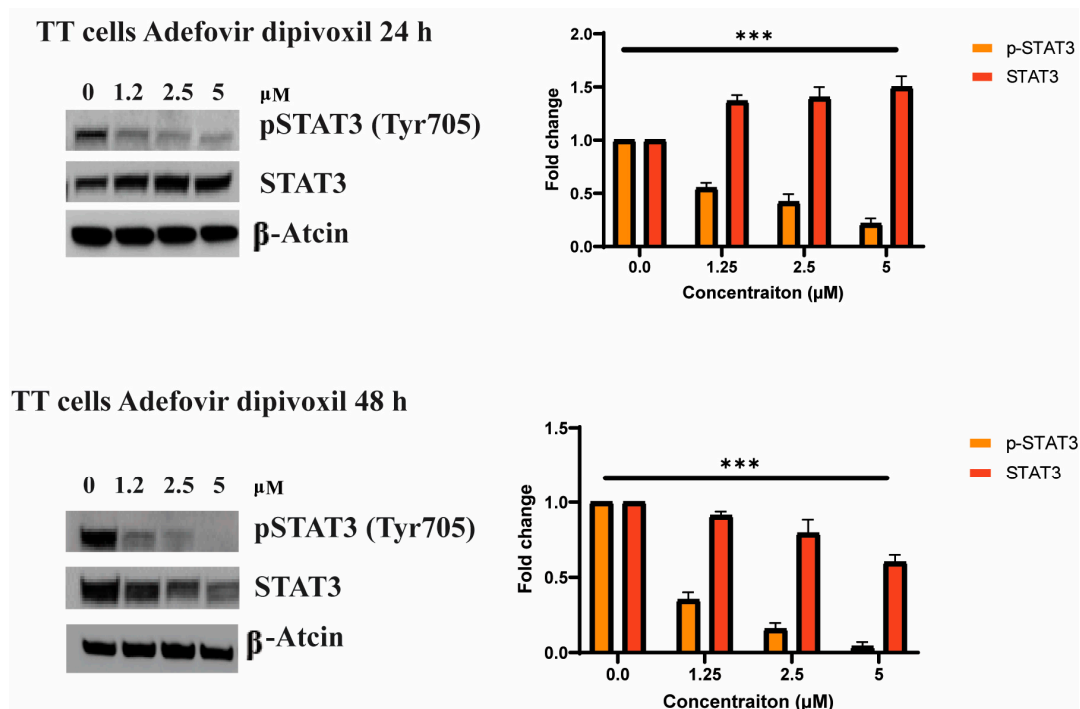 TT cells Adefovir dipivoxil 24 h
0 1.2 2.5 5 µM
pSTAT3 (Tyr705)
STAT3
β-Atcin
2.0
1.5
1.0
0.5
0.0
Fold change
***
0.0 1.25 2.5 5
Concentraiton (µM)
p-STAT3
STAT3
TT cells Adefovir dipivoxil 48 h
0 1.2 2.5 5 µM
pSTAT3 (Tyr705)
STAT3
β-Atcin
1.5
1.0
0.5
0.0
Fold change
***
0.0 1.25 2.5 5
Concentraiton (µM)
p-STAT3
STAT3